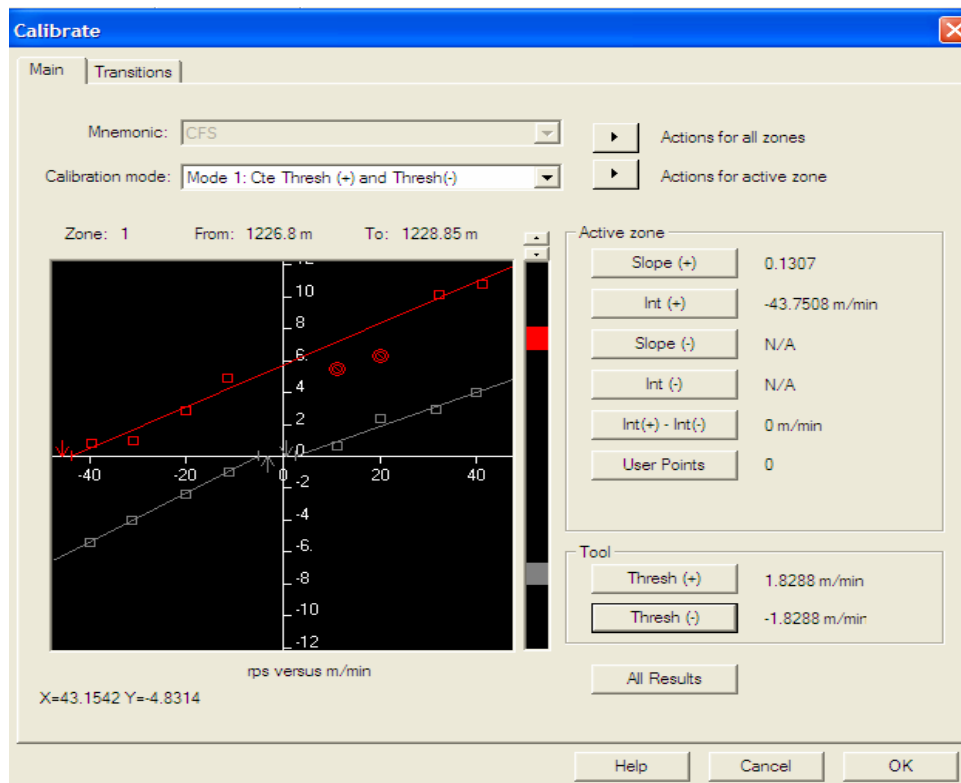 Calibrate
Main Transitions
Mnemonic: CFS
Actions for all zones
Calibration mode: Mode 1: Cte Thresh (+) and Thresh(-)
Actions for active zone
Zone: 1 From: 1226.8 m To: 1228.85 m
Active zone
Slope (+) 0.1307
Int (+) -43.7508 m/min
Slope (-) N/A
Int (-) N/A
Int(+) - Int(-) 0 m/min
User Points 0
10
8
6.
4
2
0
-40 -20 0 20 40
-2
-4
-6.
-8
-10
-12
Tool
Thresh (+) 1.8288 m/min
Thresh (-) -1.8288 m/min
rps versus m/min
All Results
X=43.1542 Y=-4.8314
Help Cancel OK